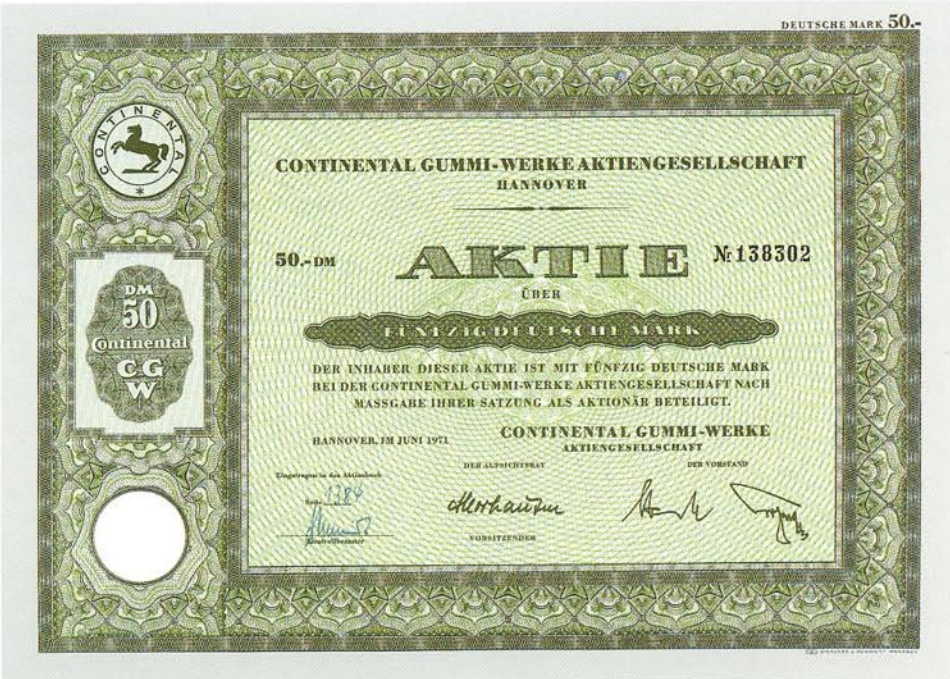 DEUTSCHE MARK 50.-
CONTINENTAL
CONTINENTAL GUMMI-WERKE AKTIENGESELLSCHAFT
HANNOVER
50.- DM
AKTIE
№ 138302
ÜBER
FÜNFZIG DEUTSCHE MARK
DM
50
Continental
CG
W
DER INHABER DIESER AKTIE IST MIT FÜNFZIG DEUTSCHE MARK
BEI DER CONTINENTAL GUMMI-WERKE AKTIENGESELLSCHAFT NACH
MASSGABE IHRER SATZUNG ALS AKTIONÄR BETEILIGT.
HANNOVER, IM JUNI 1971
CONTINENTAL GUMMI-WERKE
AKTIENGESELLSCHAFT
DER AUFSICHTSRAT
DER VORSTAND
Eingetragen in das Aktienbuch
Seite 1384
Kontrollbeamter
VORSITZENDER